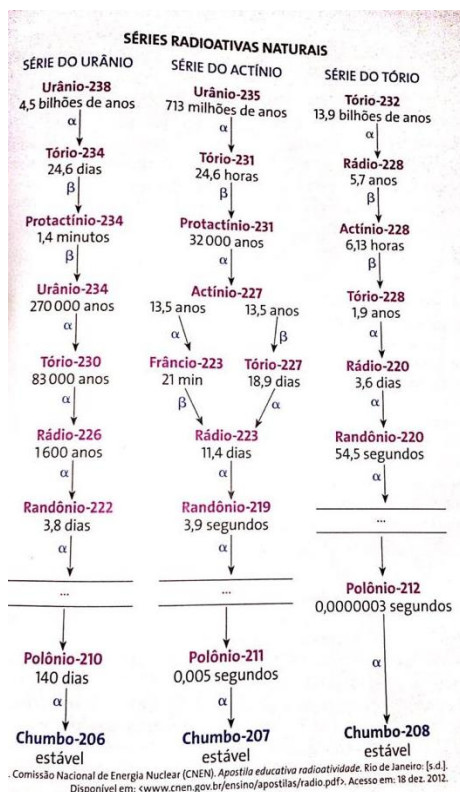 SÉRIES RADIOATIVAS NATURAIS
SÉRIE DO URÂNIO
Urânio-238
4,5 bilhões de anos
α
Tório-234
24,6 dias
β
Protactínio-234
1,4 minutos
β
Urânio-234
270 000 anos
α
Tório-230
83 000 anos
α
Rádio-226
1600 anos
α
Randônio-222
3,8 dias
α
...
Polônio-210
140 dias
α
Chumbo-206
estável
SÉRIE DO ACTÍNIO
Urânio-235
713 milhões de anos
α
Tório-231
24,6 horas
β
Protactínio-231
32 000 anos
α
Actínio-227
13,5 anos 13,5 anos
α β
Frâncio-223 Tório-227
21 min 18,9 dias
β α
Rádio-223
11,4 dias
α
Randônio-219
3,9 segundos
α
...
Polônio-211
0,005 segundos
α
Chumbo-207
estável
SÉRIE DO TÓRIO
Tório-232
13,9 bilhões de anos
α
Rádio-228
5,7 anos
β
Actínio-228
6,13 horas
β
Tório-228
1,9 anos
α
Rádio-220
3,6 dias
α
Randônio-220
54,5 segundos
...
Polônio-212
0,0000003 segundos
α
Chumbo-208
estável
. Comissão Nacional de Energia Nuclear (CNEN). Apostila educativa radioatividade. Rio de Janeiro: [s.d.].
Disponível em: <www.cnen.gov.br/ensino/apostilas/radio.pdf>. Acesso em: 18 dez. 2012.